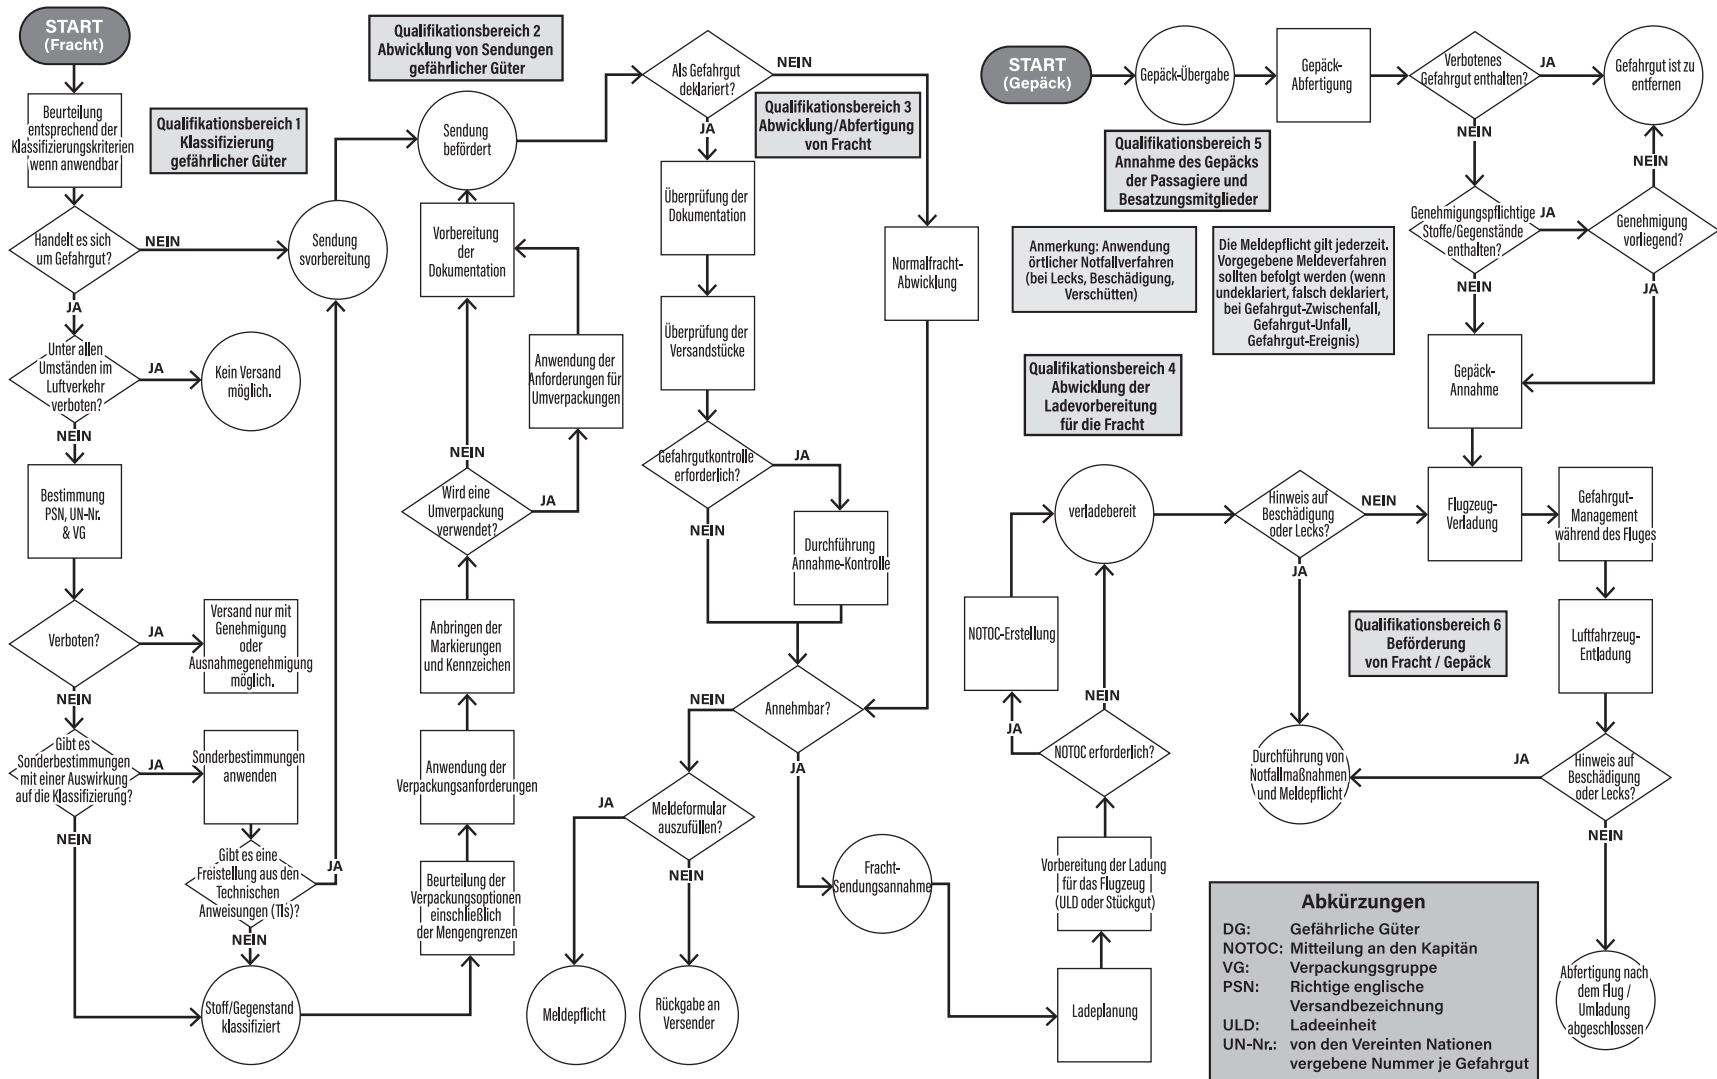 START
(Fracht)
Beurteilung
entsprechend der
Klassifizierungskriterien
wenn anwendbar
Qualifikationsbereich 1
Klassifizierung
gefährlicher Güter
Handelt es sich
um Gefahrgut?
NEIN
JA
Sendung
svorbereitung
Unter allen
Umständen im
Luftverkehr
verboten?
JA
NEIN
Kein Versand
möglich.
Bestimmung
PSN, UN-Nr.
& VG
Verboten?
JA
NEIN
Versand nur mit
Genehmigung
oder
Ausnahmegenehmigung
möglich.
Gibt es
Sonderbestimmungen
mit einer Auswirkung
auf die Klassifizierung?
JA
NEIN
Sonderbestimmungen
anwenden
Gibt es eine
Freistellung aus den
Technischen
Anweisungen (TIs)?
JA
NEIN
Stoff/Gegenstand
klassifiziert
Qualifikationsbereich 2
Abwicklung von Sendungen
gefährlicher Güter
Sendung
befördert
Vorbereitung
der
Dokumentation
Anwendung der
Anforderungen für
Umverpackungen
NEIN
Wird eine
Umverpackung
verwendet?
JA
Anbringen der
Markierungen
und Kennzeichen
Anwendung der
Verpackungsanforderungen
Beurteilung der
Verpackungsoptionen
einschließlich
der Mengengrenzen
Als Gefahrgut
deklariert?
NEIN
JA
Qualifikationsbereich 3
Abwicklung/Abfertigung
von Fracht
Überprüfung der
Dokumentation
Normalfracht-
Abwicklung
Überprüfung der
Versandstücke
Gefahrgutkontrolle
erforderlich?
JA
NEIN
Durchführung
Annahme-Kontrolle
Annehmbar?
NEIN
JA
Meldeformular
auszufüllen?
JA
NEIN
Meldepflicht
Rückgabe an
Versender
Fracht-
Sendungsannahme
START
(Gepäck)
Gepäck-Übergabe
Gepäck-
Abfertigung
Verbotenes
Gefahrgut enthalten?
JA
NEIN
Gefahrgut ist zu
entfernen
Qualifikationsbereich 5
Annahme des Gepäcks
der Passagiere und
Besatzungsmitglieder
Genehmigungspflichtige
Stoffe/Gegenstände
enthalten?
JA
NEIN
NEIN
Genehmigung
vorliegend?
JA
Anmerkung: Anwendung
örtlicher Notfallverfahren
(bei Lecks, Beschädigung,
Verschütten)
Die Meldepflicht gilt jederzeit.
Vorgegebene Meldeverfahren
sollten befolgt werden (wenn
undeklariert, falsch deklariert,
bei Gefahrgut-Zwischenfall,
Gefahrgut-Unfall,
Gefahrgut-Ereignis)
Gepäck-
Annahme
Qualifikationsbereich 4
Abwicklung der
Ladevorbereitung
für die Fracht
verladebereit
Hinweis auf
Beschädigung
oder Lecks?
NEIN
JA
Flugzeug-
Verladung
Gefahrgut-
Management
während des Fluges
NOTOC-Erstellung
Qualifikationsbereich 6
Beförderung
von Fracht / Gepäck
Luftfahrzeug-
Entladung
NEIN
JA
NOTOC erforderlich?
Durchführung von
Notfallmaßnahmen
und Meldepflicht
JA
Hinweis auf
Beschädigung
oder Lecks?
NEIN
Vorbereitung der Ladung
für das Flugzeug
(ULD oder Stückgut)
Ladeplanung
Abfertigung nach
dem Flug /
Umladung
abgeschlossen
Abkürzungen
DG: Gefährliche Güter
NOTOC: Mitteilung an den Kapitän
VG: Verpackungsgruppe
PSN: Richtige englische
Versandbezeichnung
ULD: Ladeeinheit
UN-Nr.: von den Vereinten Nationen
vergebene Nummer je Gefahrgut